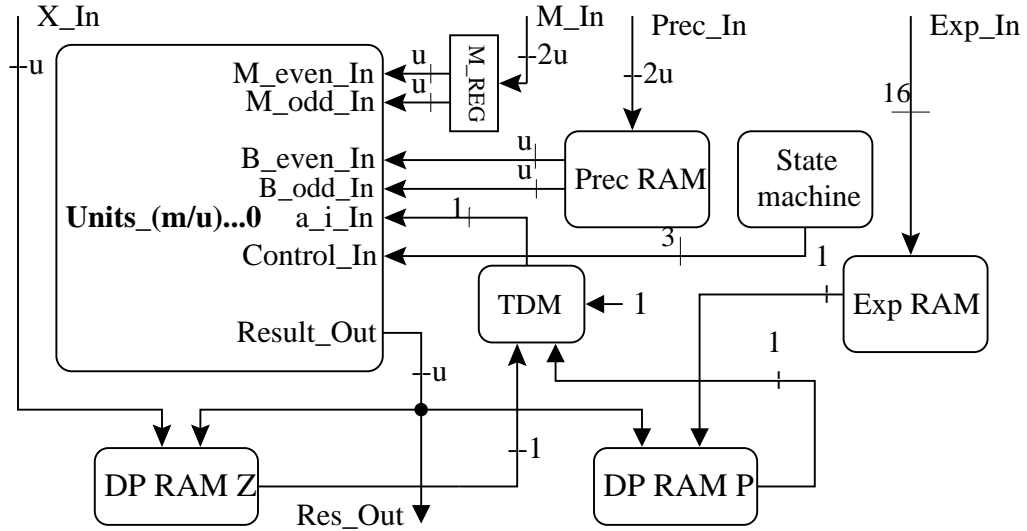 X_In
M_In
Prec_In
Exp_In
u
2u
2u
16
M_even_In
u
M_REG
M_odd_In
u
B_even_In
u
Prec RAM
State
machine
B_odd_In
u
Units_(m/u)...0
a_i_In
1
Control_In
3
1
TDM
1
Exp RAM
Result_Out
u
1
DP RAM Z
1
DP RAM P
Res_Out